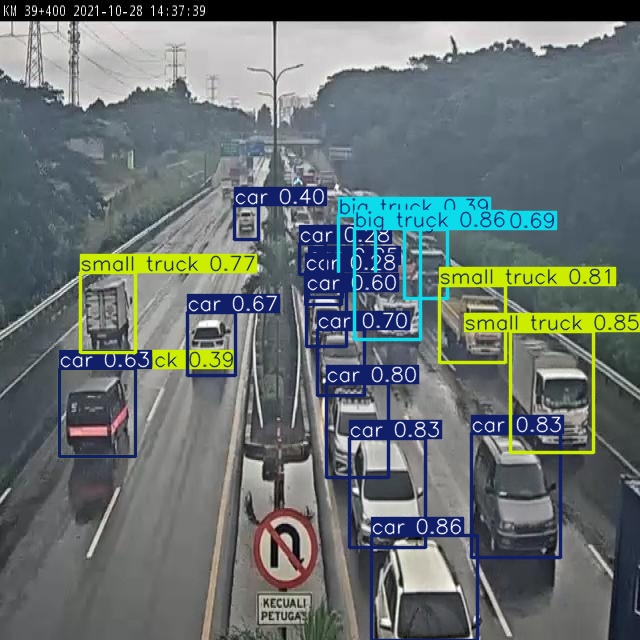 KM 39+400 2021-10-28 14:37:39
car 0.40
big truck 0.39
big truck 0.86
0.69
car 0.28
small truck 0.77
0.28
small truck 0.81
car 0.60
car 0.67
car 0.70
small truck 0.85
car 0.63
ck 0.39
car 0.80
car 0.83
car 0.83
car 0.86
KECUALI
PETUGAS